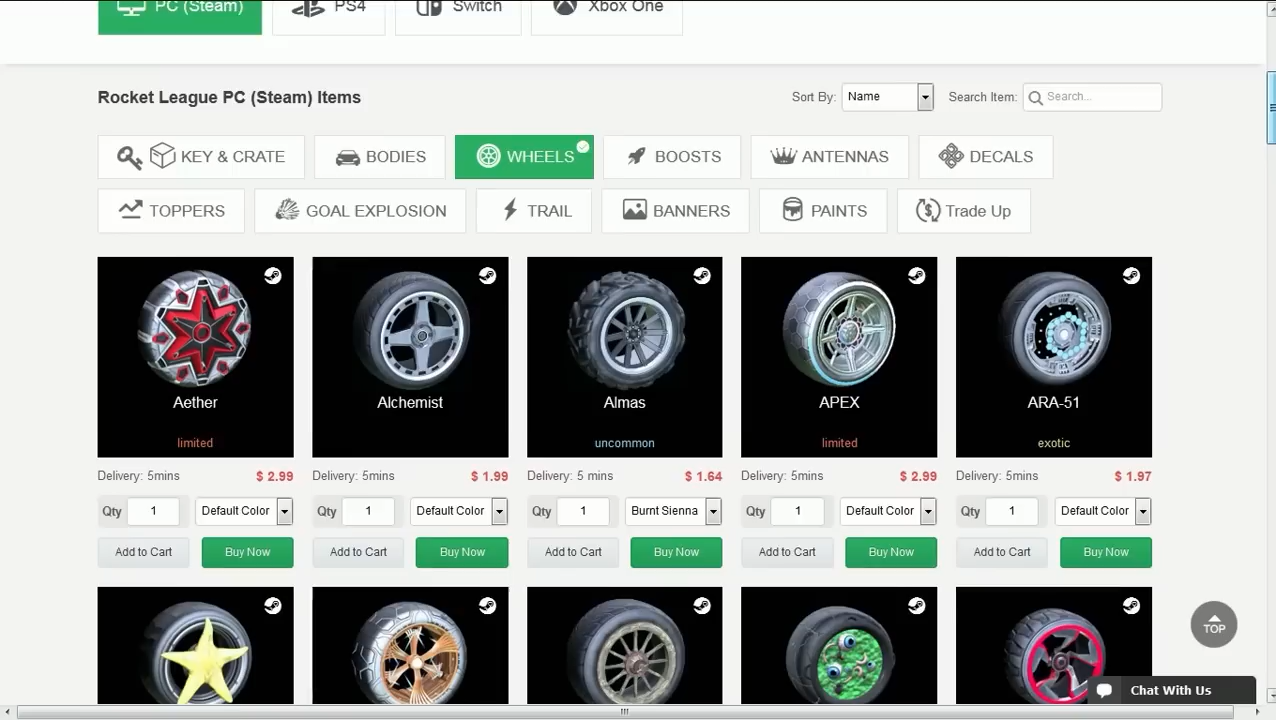 PC (Steam) PS4 Switch Xbox One
Rocket League PC (Steam) Items
Sort By: Name Search Item: Search...
KEY & CRATE BODIES WHEELS BOOSTS ANTENNAS DECALS
TOPPERS GOAL EXPLOSION TRAIL BANNERS PAINTS Trade Up
Aether Alchemist Almas APEX ARA-51
limited uncommon limited exotic
Delivery: 5mins $ 2.99 Delivery: 5mins $ 1.99 Delivery: 5 mins $ 1.64 Delivery: 5mins $ 2.99 Delivery: 5mins $ 1.97
Qty 1 Default Color Qty 1 Default Color Qty 1 Burnt Sienna Qty 1 Default Color Qty 1 Default Color
Add to Cart Buy Now Add to Cart Buy Now Add to Cart Buy Now Add to Cart Buy Now Add to Cart Buy Now
TOP
Chat With Us